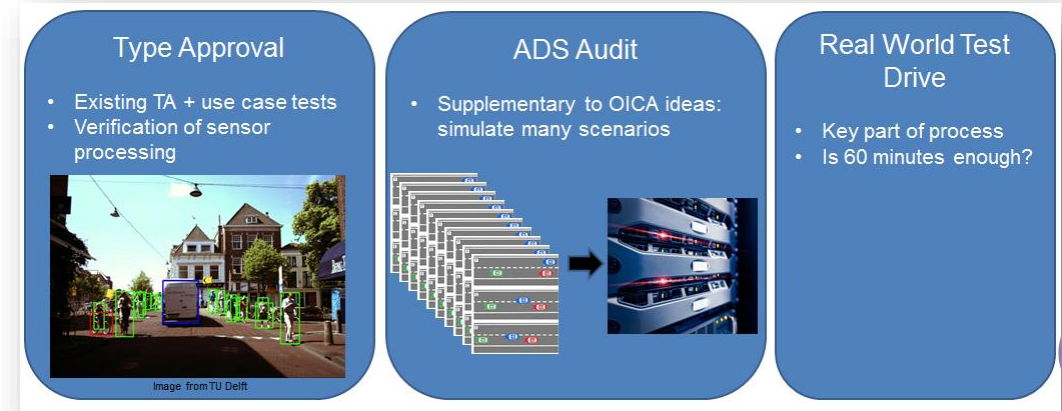 Type Approval
• Existing TA + use case tests
• Verification of sensor
processing
Image from TU Delft
ADS Audit
• Supplementary to OICA ideas:
simulate many scenarios
Real World Test
Drive
• Key part of process
• Is 60 minutes enough?